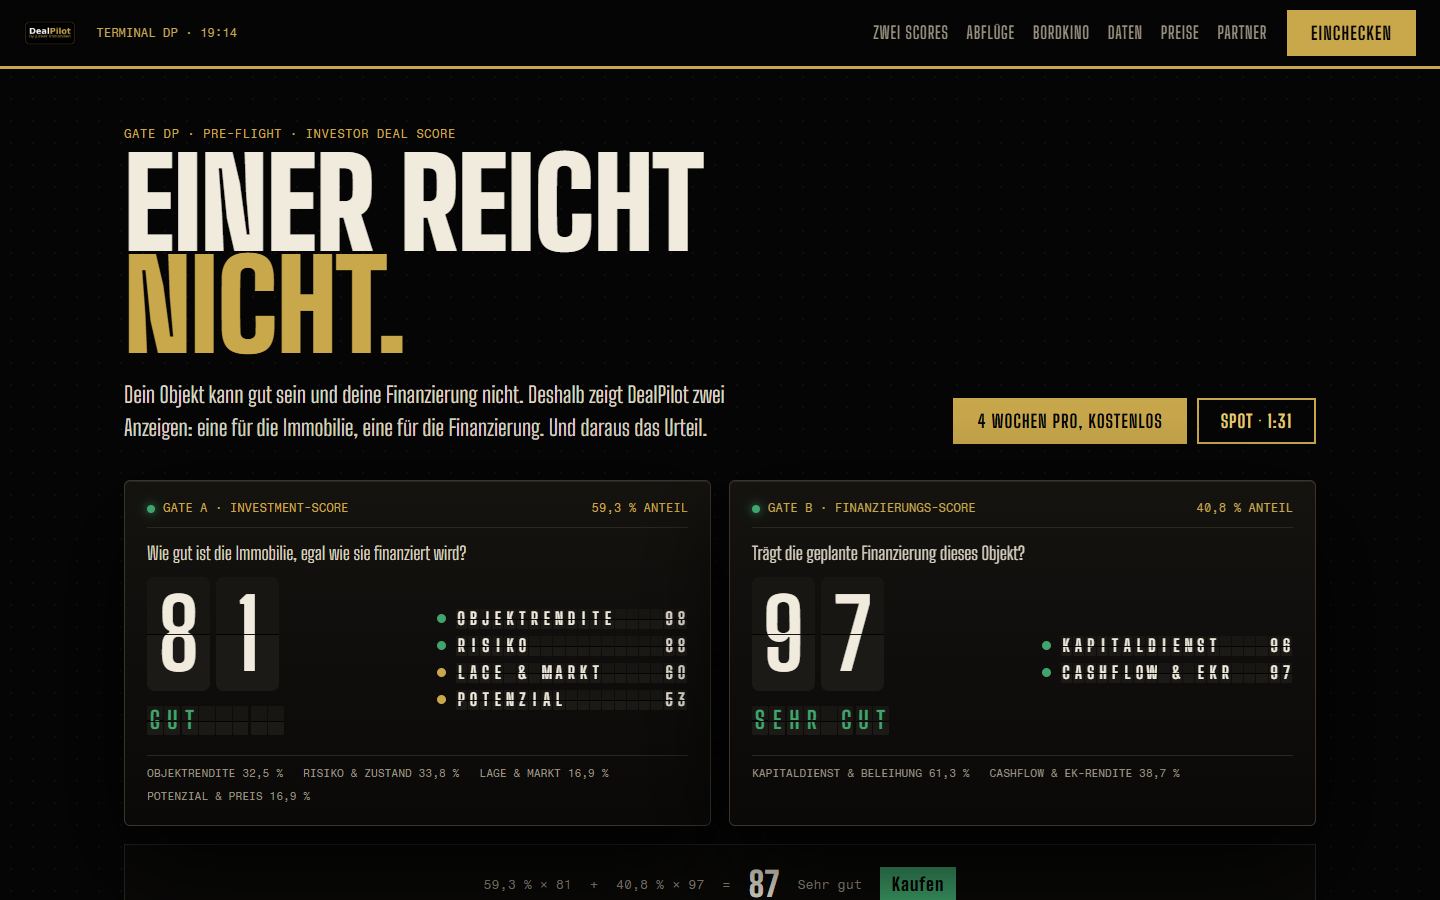 DealPilot
TERMINAL DP · 19:14
ZWEI SCORES ABFLÜGE BORDKINO DATEN PREISE PARTNER EINCHECKEN
GATE DP · PRE-FLIGHT · INVESTOR DEAL SCORE
EINER REICHT
NICHT.
Dein Objekt kann gut sein und deine Finanzierung nicht. Deshalb zeigt DealPilot zwei
Anzeigen: eine für die Immobilie, eine für die Finanzierung. Und daraus das Urteil.
4 WOCHEN PRO, KOSTENLOS
SPOT · 1:31
GATE A · INVESTMENT-SCORE 59,3 % ANTEIL
Wie gut ist die Immobilie, egal wie sie finanziert wird?
81
OBJEKTRENDITE 98
RISIKO 88
LAGE & MARKT 60
POTENZIAL 53
GUT
OBJEKTRENDITE 32,5 % RISIKO & ZUSTAND 33,8 % LAGE & MARKT 16,9 %
POTENZIAL & PREIS 16,9 %
GATE B · FINANZIERUNGS-SCORE 40,8 % ANTEIL
Trägt die geplante Finanzierung dieses Objekt?
97
KAPITALDIENST 96
CASHFLOW & EKR 97
SEHR GUT
KAPITALDIENST & BELEIHUNG 61,3 % CASHFLOW & EK-RENDITE 38,7 %
59,3 % × 81 + 40,8 % × 97 = 87 Sehr gut Kaufen